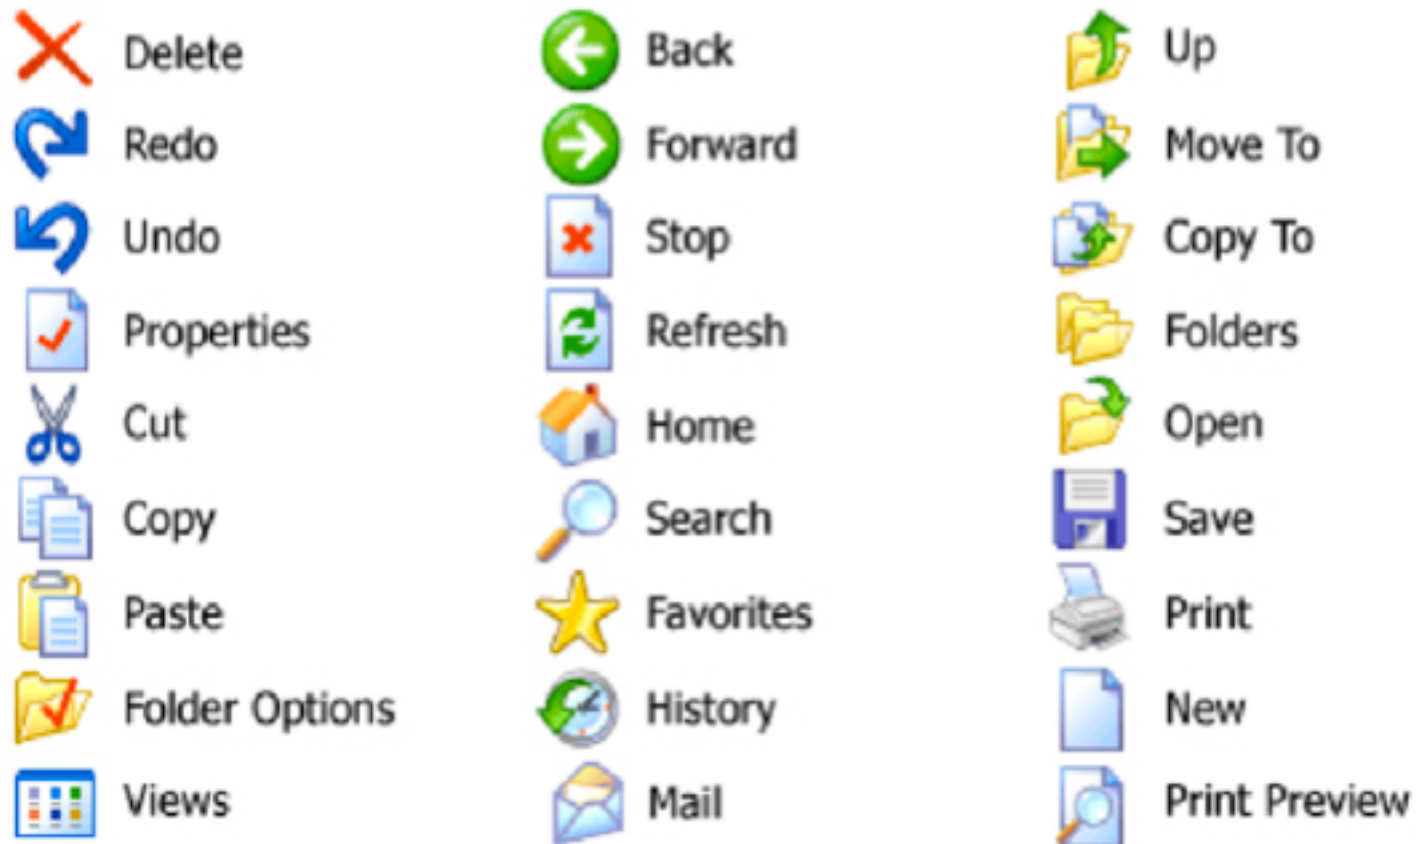 Delete
Redo
Undo
Properties
Cut
Copy
Paste
Folder Options
Views
Back
Forward
Stop
Refresh
Home
Search
Favorites
History
Mail
Up
Move To
Copy To
Folders
Open
Save
Print
New
Print Preview